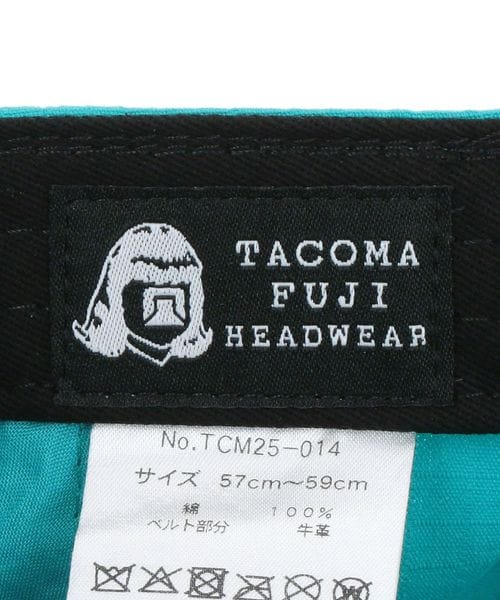 TACOMA
FUJI
HEADWEAR
No.TCM25-014
サイズ 57cm～59cm
綿 100%
ベルト部分 牛革